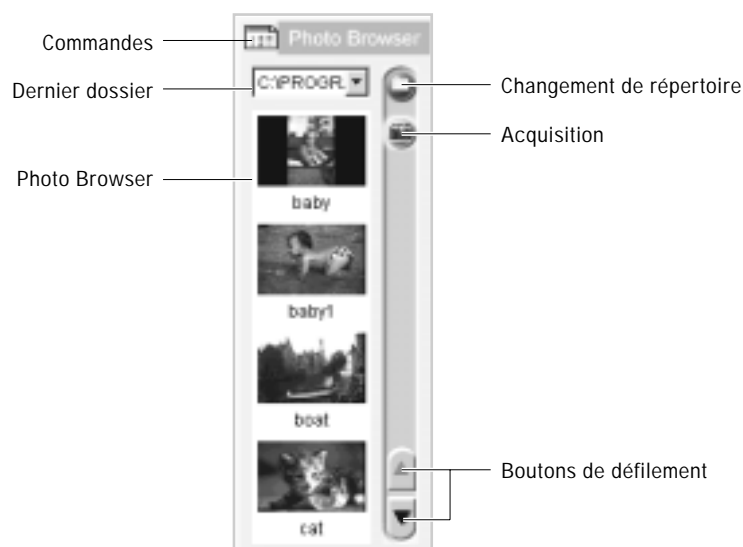 Commandes
Photo Browser
Dernier dossier
C:\PROGR.
Changement de répertoire
Acquisition
Photo Browser
baby
baby1
boat
cat
Boutons de défilement